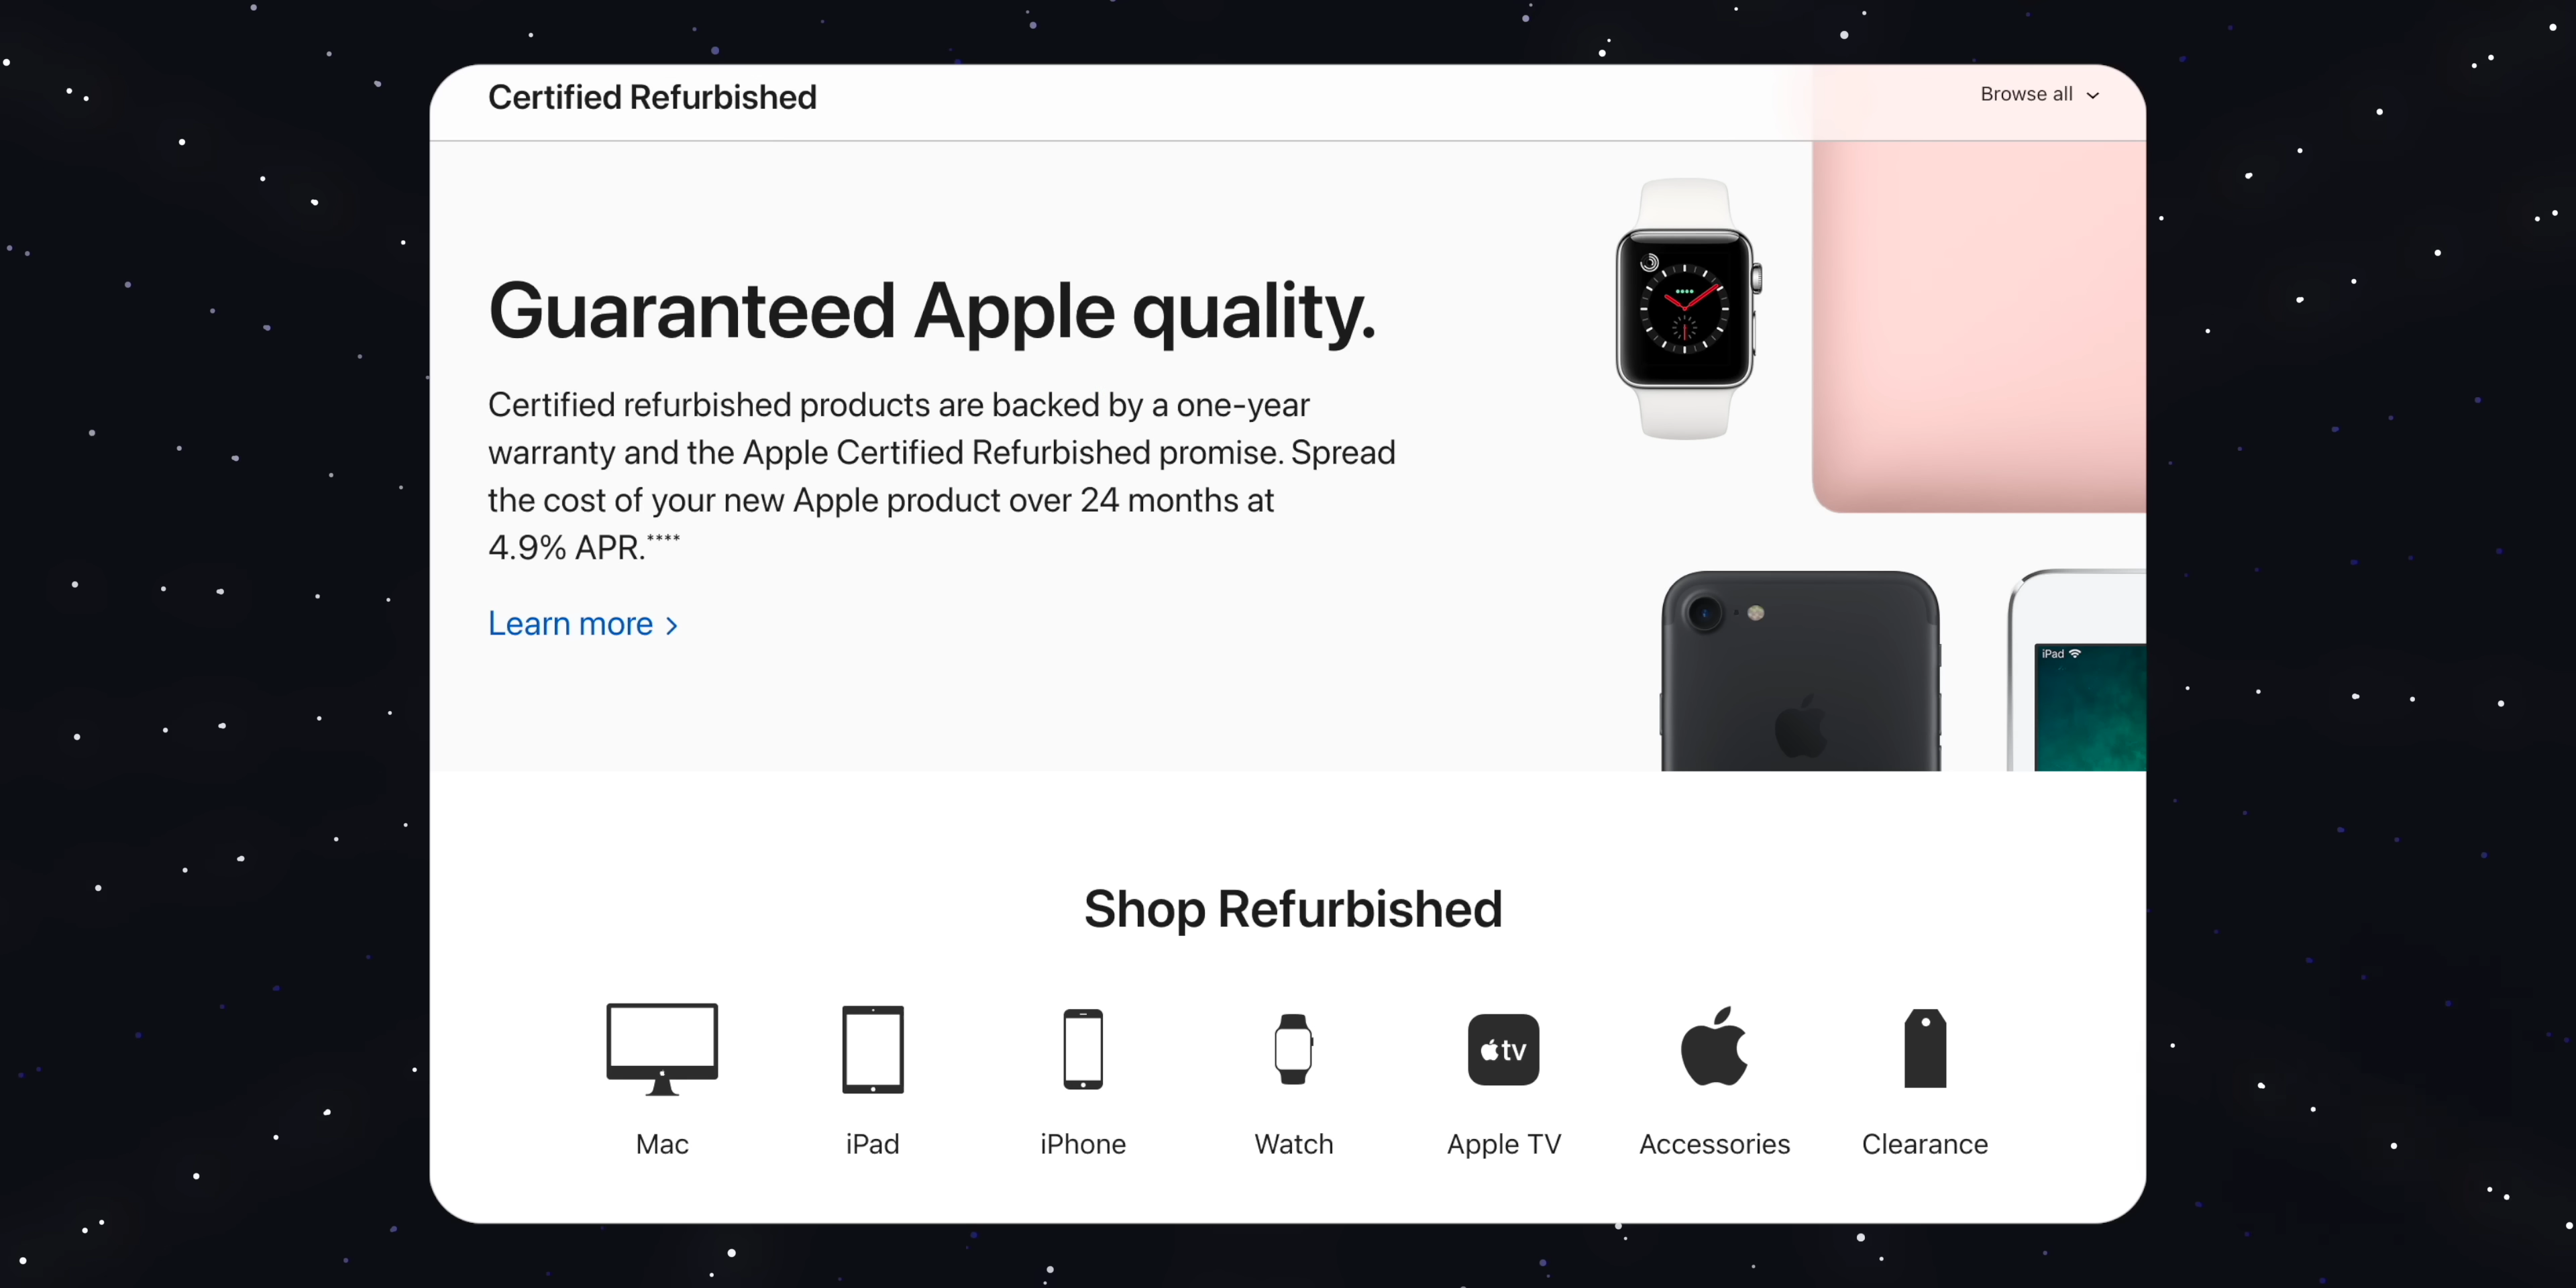 Certified Refurbished
Browse all
Guaranteed Apple quality.
Certified refurbished products are backed by a one-year
warranty and the Apple Certified Refurbished promise. Spread
the cost of your new Apple product over 24 months at
4.9% APR.****
Learn more >
iPad
Shop Refurbished
tv
Mac
iPad
iPhone
Watch
Apple TV
Accessories
Clearance